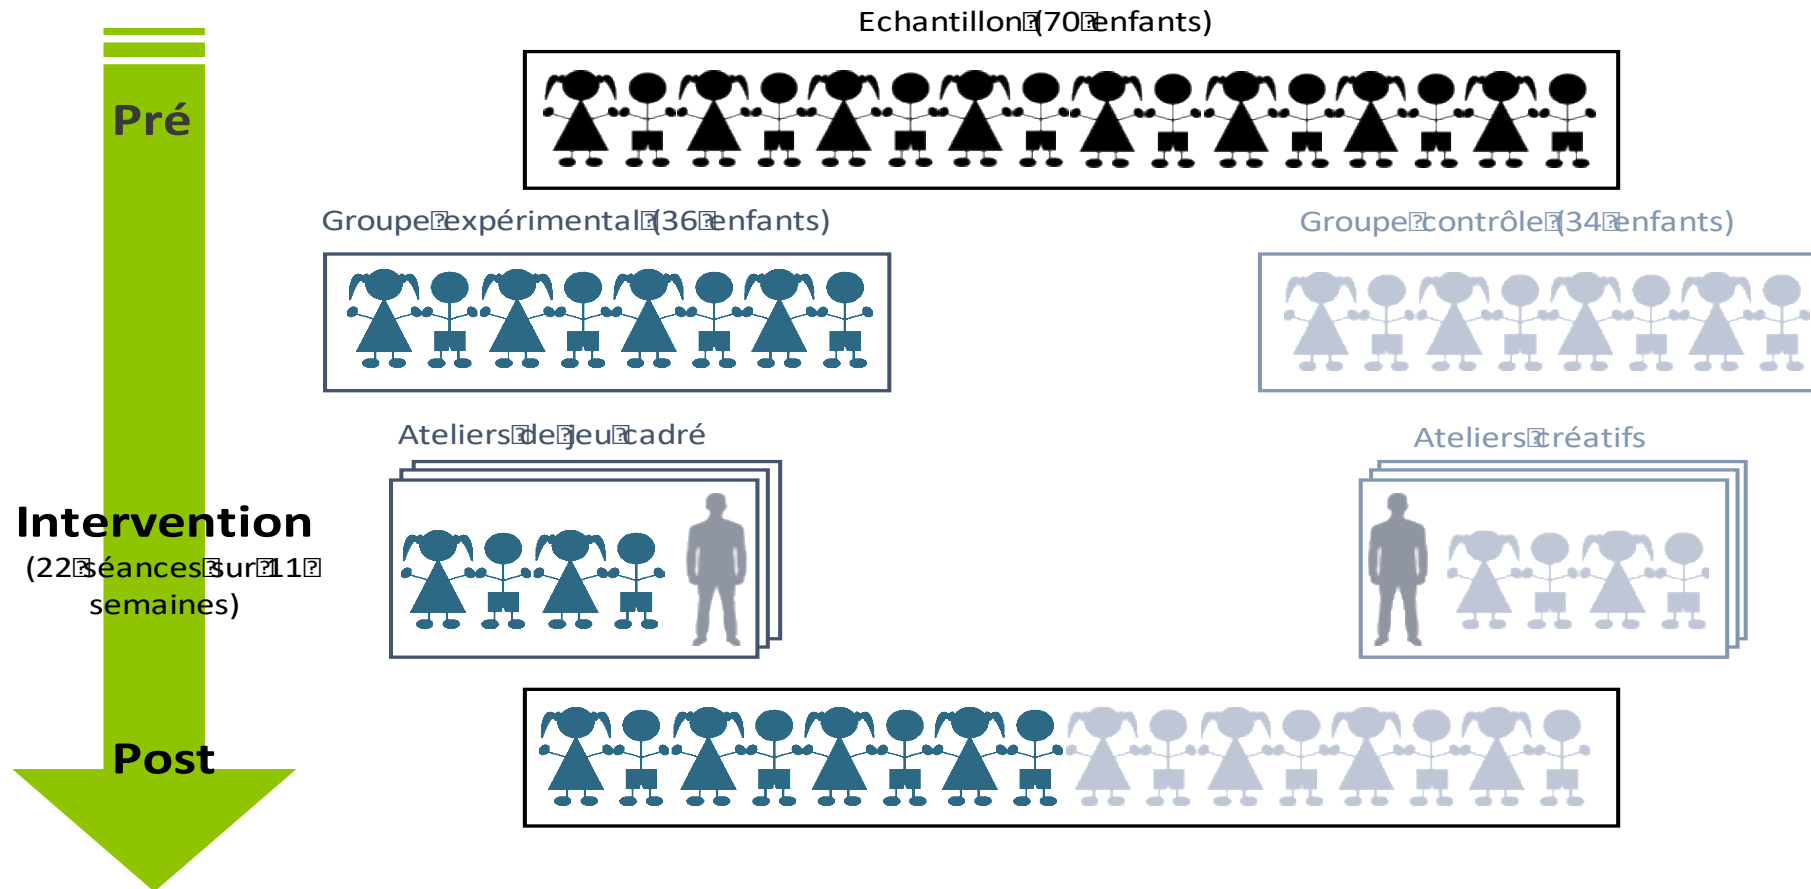 Echantillon (70 enfants)
Pré
Groupe expérimental (36 enfants)
Groupe contrôle (34 enfants)
Ateliers de jeu cadré
Ateliers créatifs
Intervention
(22 séances sur 11
semaines)
Post